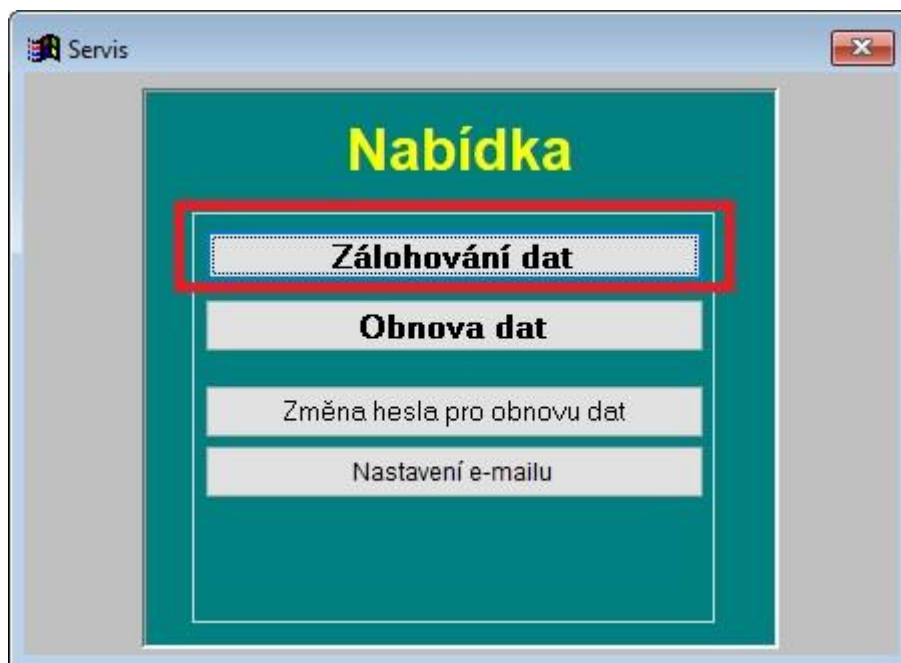 Servis
Nabídka
Zálohování dat
Obnova dat
Změna hesla pro obnovu dat
Nastavení e-mailu